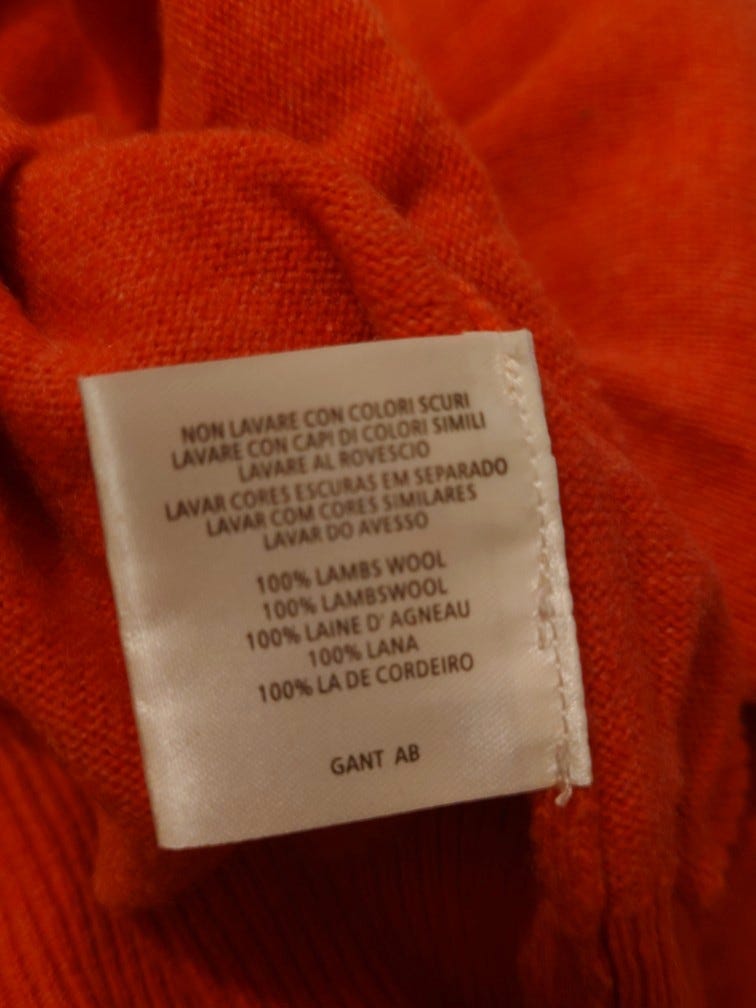 NON LAVARE CON COLORI SCURI
LAVARE CON CAPI DI COLORI SIMILI
LAVARE AL ROVESCIO
LAVAR CORES ESCURAS EM SEPARADO
LAVAR COM CORES SIMILARES
LAVAR DO AVESSO
100% LAMBS WOOL
100% LAMBSWOOL
100% LAINE D' AGNEAU
100% LANA
100% LA DE CORDEIRO
GANT AB